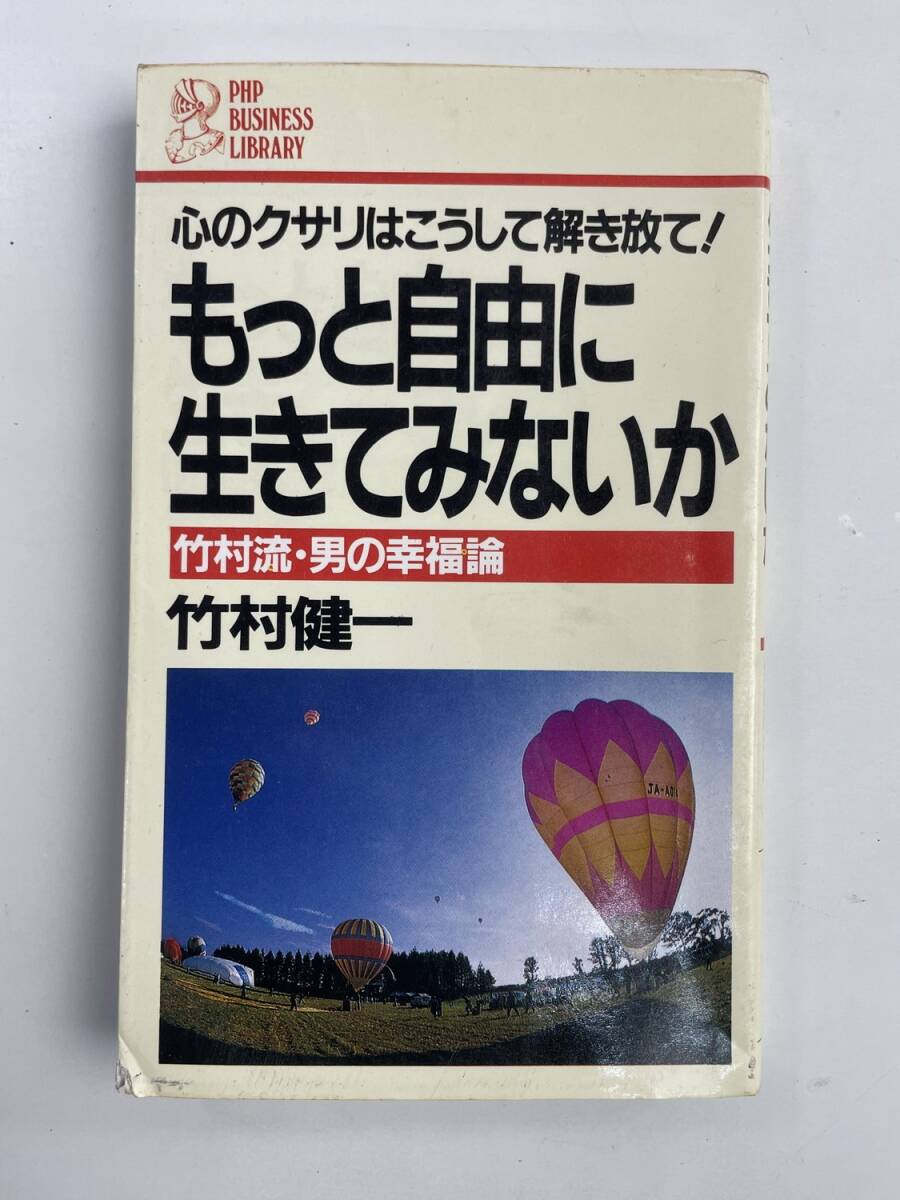 PHP
BUSINESS
LIBRARY
心のクサリはこうして解き放て!
もっと自由に
生きてみないか
竹村流・男の幸福論
竹村健一